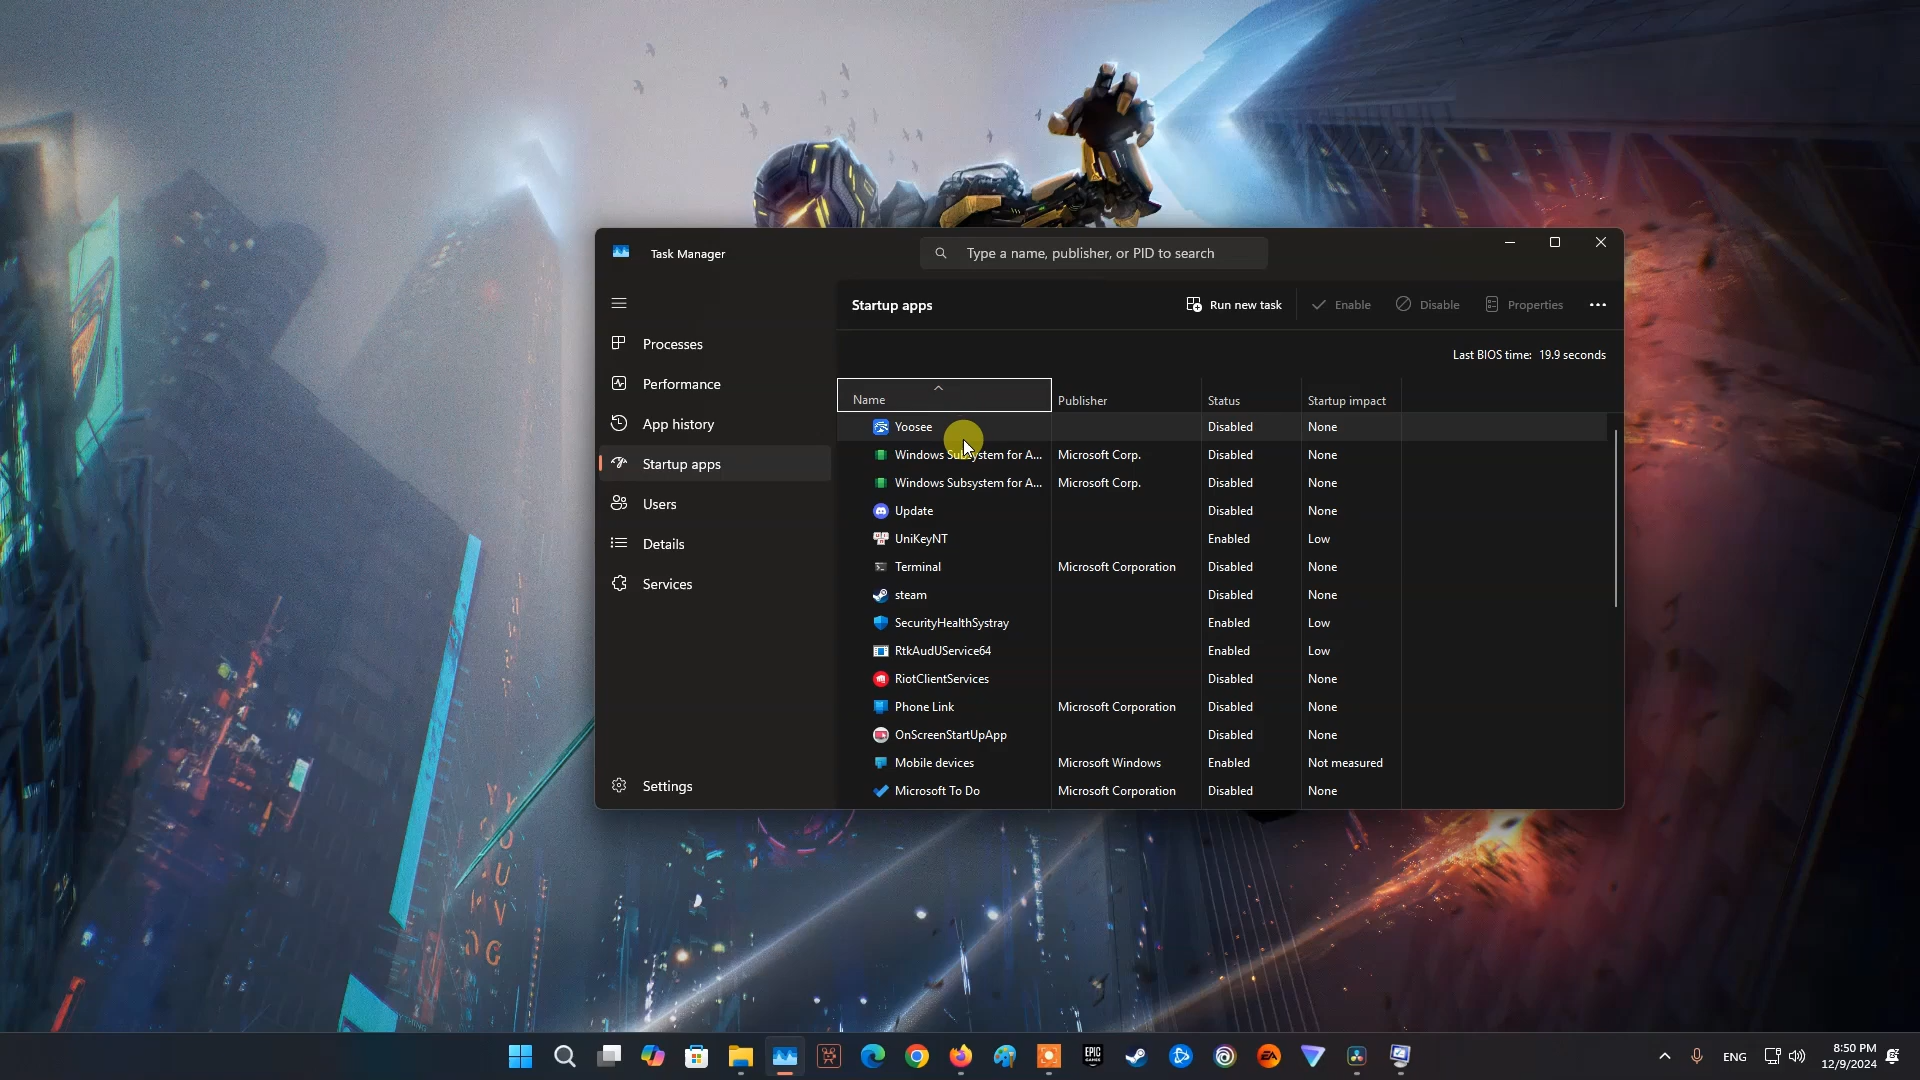 Task Manager
Type a name, publisher, or PID to search
Startup apps
Run new task
Enable
Disable
Properties
Last BIOS time: 19.9 seconds
Processes
Performance
App history
Startup apps
Users
Details
Services
Settings
Name Publisher Status Startup impact
Yoosee Disabled None
Windows Subsystem for A... Microsoft Corp. Disabled None
Windows Subsystem for A... Microsoft Corp. Disabled None
Update Disabled None
UniKeyNT Enabled Low
Terminal Microsoft Corporation Disabled None
steam Disabled None
SecurityHealthSystray Enabled Low
RtkAudUService64 Enabled Low
RiotClientServices Disabled None
Phone Link Microsoft Corporation Disabled None
OnScreenStartUpApp Disabled None
Mobile devices Microsoft Windows Enabled Not measured
Microsoft To Do Microsoft Corporation Disabled None
EPIC
GAMES
EA
ENG
8:50 PM
12/9/2024